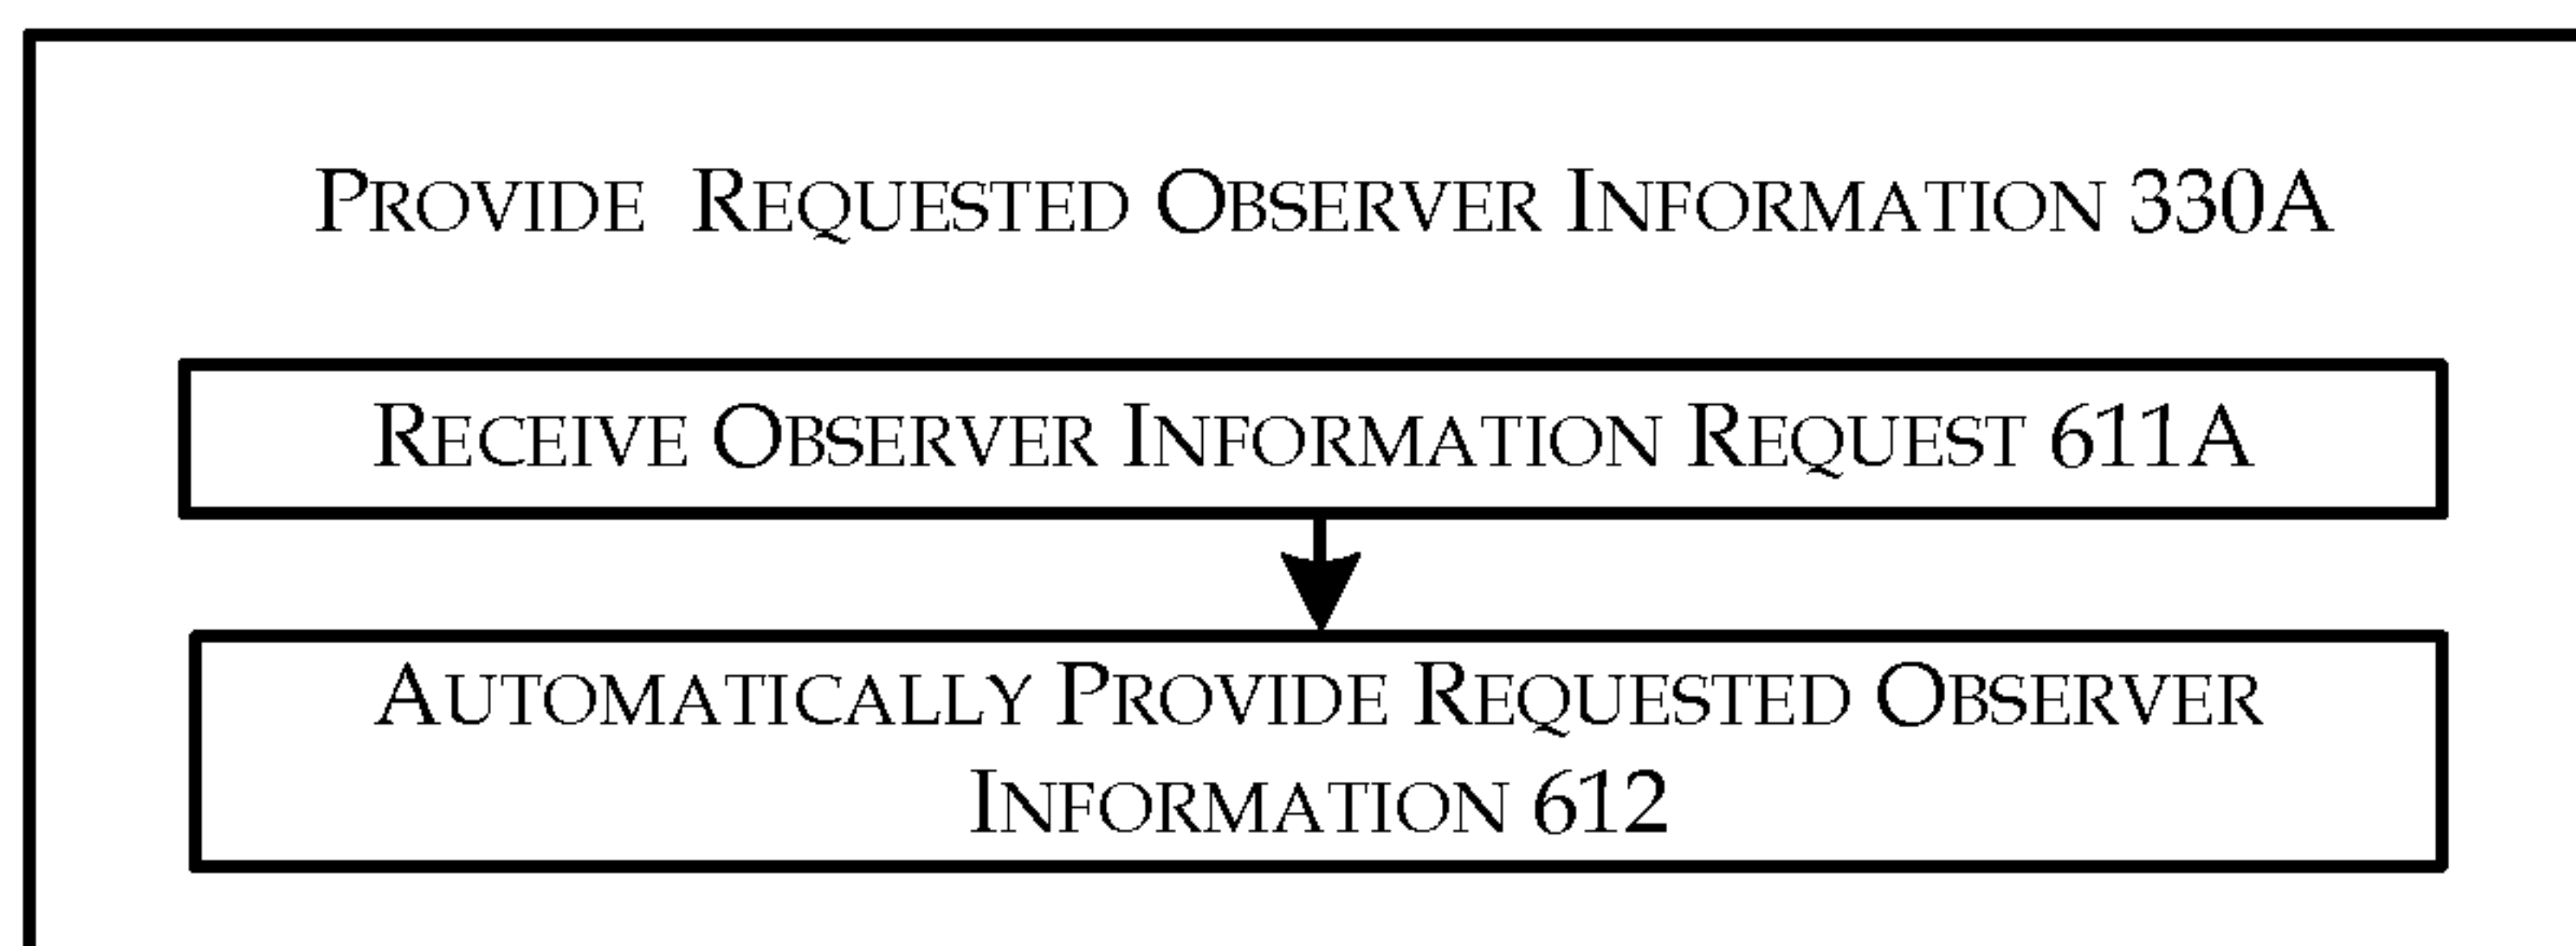 Provide Requested Observer Information 330A
Receive Observer Information Request 611A
Automatically Provide Requested Observer
Information 612